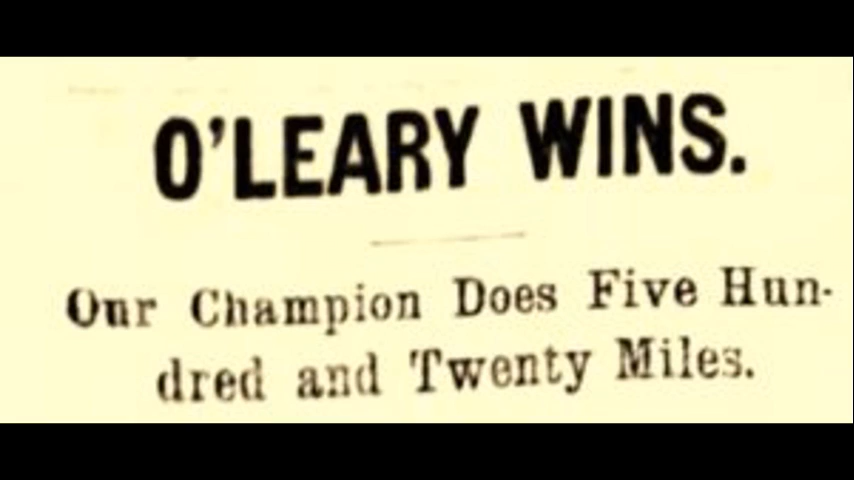 O'LEARY WINS.
Our Champion Does Five Hun-
dred and Twenty Miles.